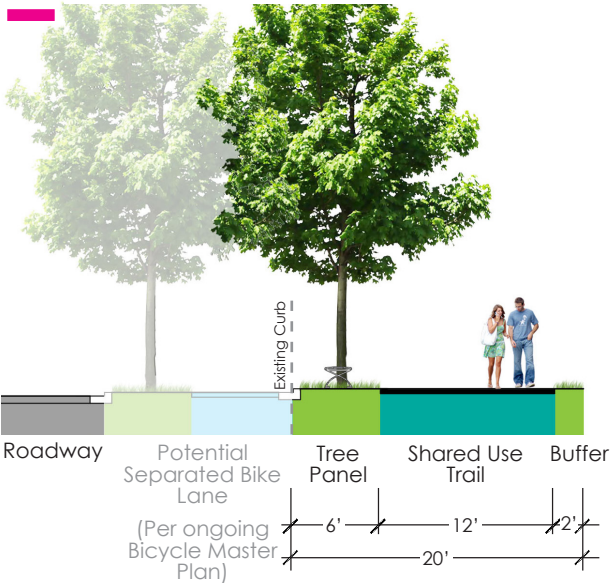 Existing Curb
Roadway
Potential
Separated Bike
Lane
(Per ongoing
Bicycle Master
Plan)
Tree
Panel
Shared Use
Trail
Buffer
6’
12’
2’
20’